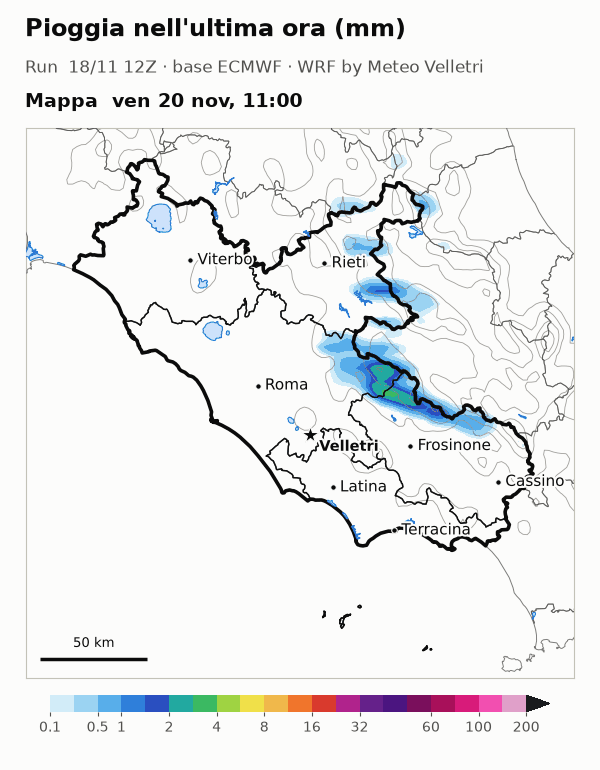 Pioggia nell'ultima ora (mm)
Run 18/11 12Z · base ECMWF · WRF by Meteo Velletri
Mappa ven 20 nov, 11:00
Viterbo
Rieti
Roma
Velletri
Frosinone
Latina
Cassino
Terracina
50 km
0.1 0.5 1 2 4 8 16 32 60 100 200